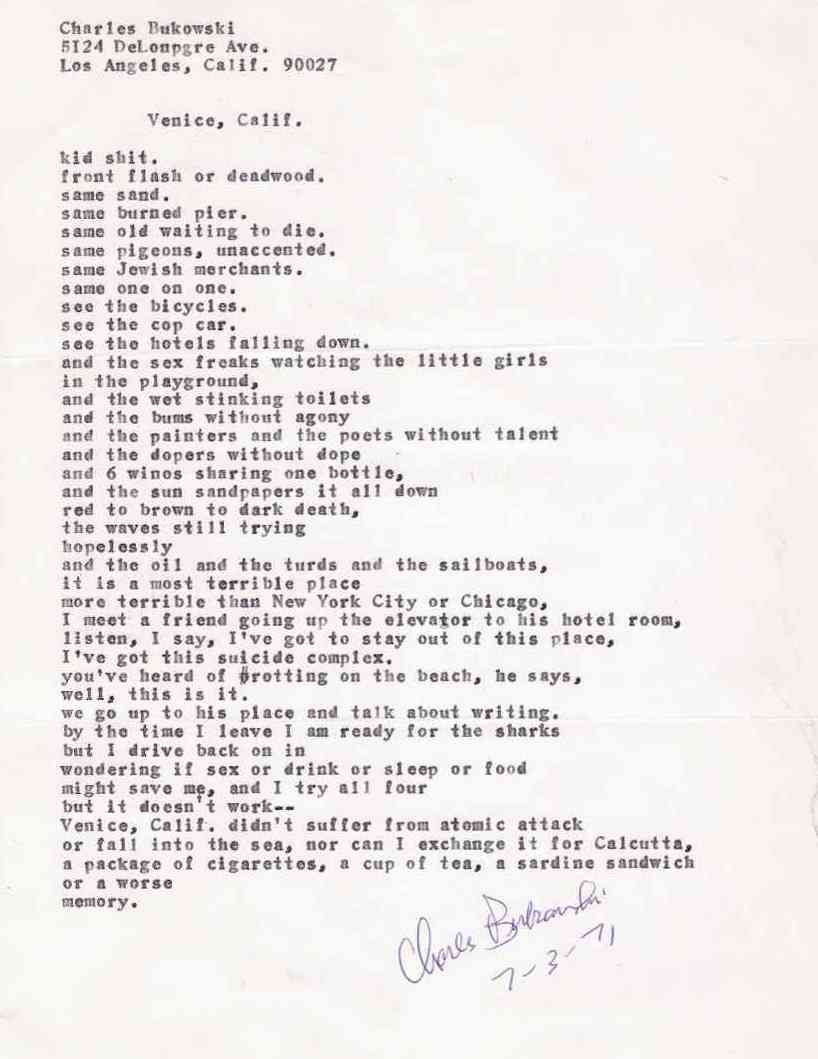 Charles Bukowski
5I24 DeLonpgre Ave.
Los Angeles, Calif. 90027
Venice, Calif.
kid shit.
front flash or deadwood.
same sand.
same burned pier.
same old waiting to die.
same pigeons, unaccented.
same Jewish merchants.
same one on one.
see the bicycles.
see the cop car.
see the hotels falling down.
and the sex freaks watching the little girls
in the playground,
and the wet stinking toilets
and the bums without agony
and the painters and the poets without talent
and the dopers without dope
and 6 winos sharing one bottle,
and the sun sandpapers it all down
red to brown to dark death,
the waves still trying
hopelessly
and the oil and the turds and the sailboats,
it is a most terrible place
more terrible than New York City or Chicago,
I meet a friend going up the elevator to his hotel room,
listen, I say, I've got to stay out of this place,
I've got this suicide complex.
you've heard of rotting on the beach, he says,
well, this is it.
we go up to his place and talk about writing.
by the time I leave I am ready for the sharks
but I drive back on in
wondering if sex or drink or sleep or food
might save me, and I try all four
but it doesn't work--
Venice, Calif. didn't suffer from atomic attack
or fall into the sea, nor can I exchange it for Calcutta,
a package of cigarettes, a cup of tea, a sardine sandwich
or a worse
memory.
Charles Bukowski
7-3-71